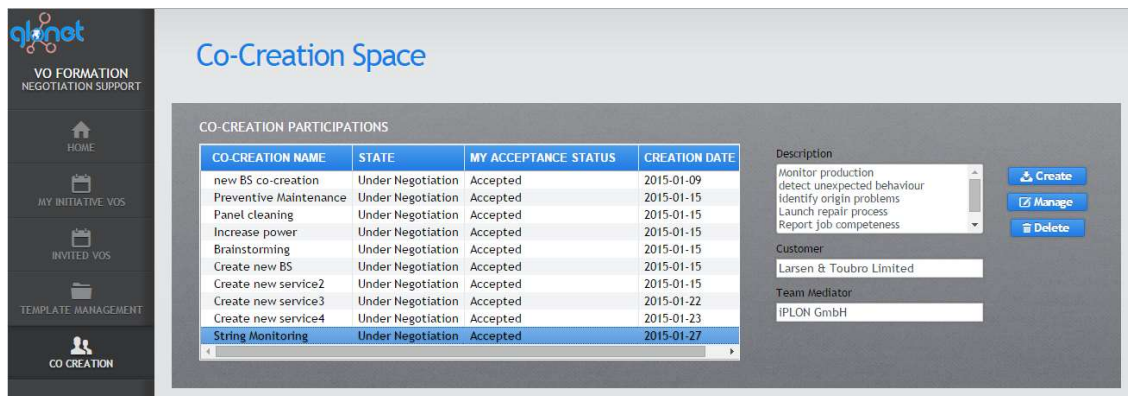 glonet
VO FORMATION
NEGOTIATION SUPPORT
HOME
MY INITIATIVE VOS
INVITED VOS
TEMPLATE MANAGEMENT
CO CREATION
Co-Creation Space
CO-CREATION PARTICIPATIONS
CO-CREATION NAME STATE MY ACCEPTANCE STATUS CREATION DATE
new BS co-creation Under Negotiation Accepted 2015-01-09
Preventive Maintenance Under Negotiation Accepted 2015-01-15
Panel cleaning Under Negotiation Accepted 2015-01-15
Increase power Under Negotiation Accepted 2015-01-15
Brainstorming Under Negotiation Accepted 2015-01-15
Create new BS Under Negotiation Accepted 2015-01-15
Create new service2 Under Negotiation Accepted 2015-01-15
Create new service3 Under Negotiation Accepted 2015-01-22
Create new service4 Under Negotiation Accepted 2015-01-23
String Monitoring Under Negotiation Accepted 2015-01-27
Description
Monitor production
detect unexpected behaviour
identify origin problems
Launch repair process
Report job competeness
Customer
Larsen & Toubro Limited
Team Mediator
iPLON GmbH
Create
Manage
Delete